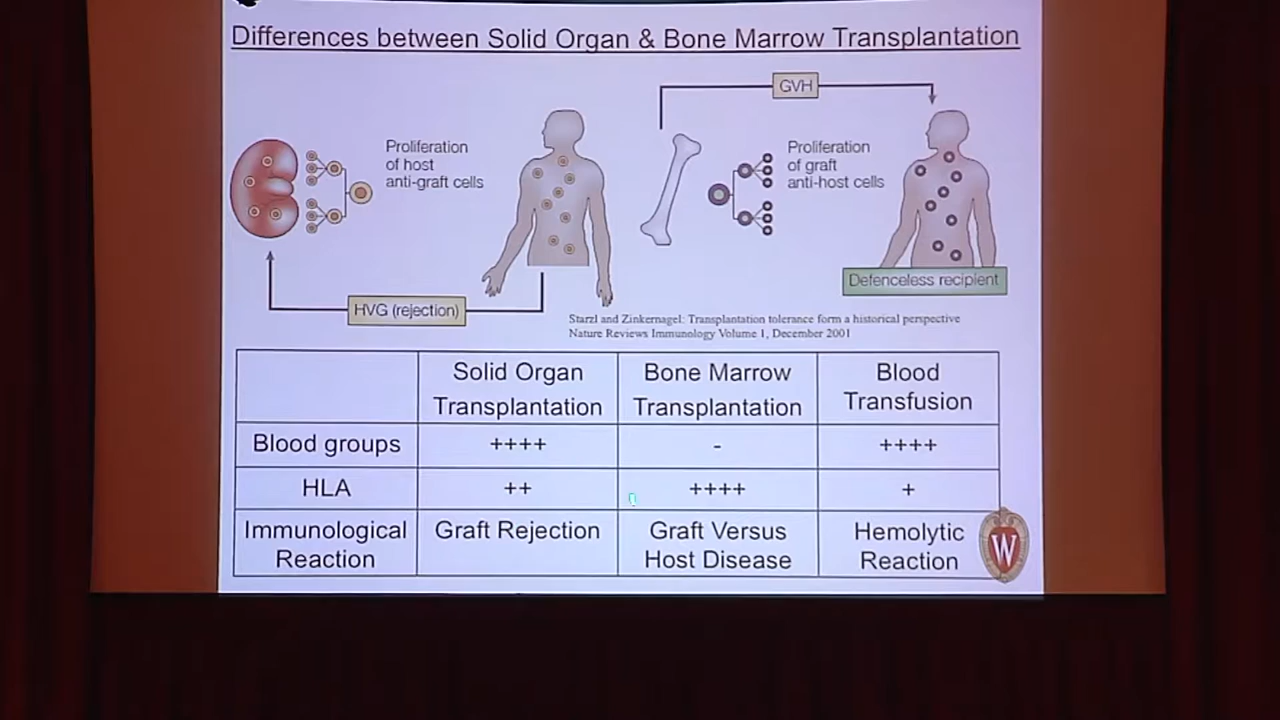 Differences between Solid Organ & Bone Marrow Transplantation
GVH
Proliferation
of host
anti-graft cells
Proliferation
of graft
anti-host cells
Defenceless recipient
HVG (rejection)
Starzl and Zinkernagel: Transplantation tolerance form a historical perspective
Nature Reviews Immunology Volume 1, December 2001
Solid Organ
Transplantation
Bone Marrow
Transplantation
Blood
Transfusion
Blood groups
++++
-
++++
HLA
++
++++
+
Immunological
Reaction
Graft Rejection
Graft Versus
Host Disease
Hemolytic
Reaction
W